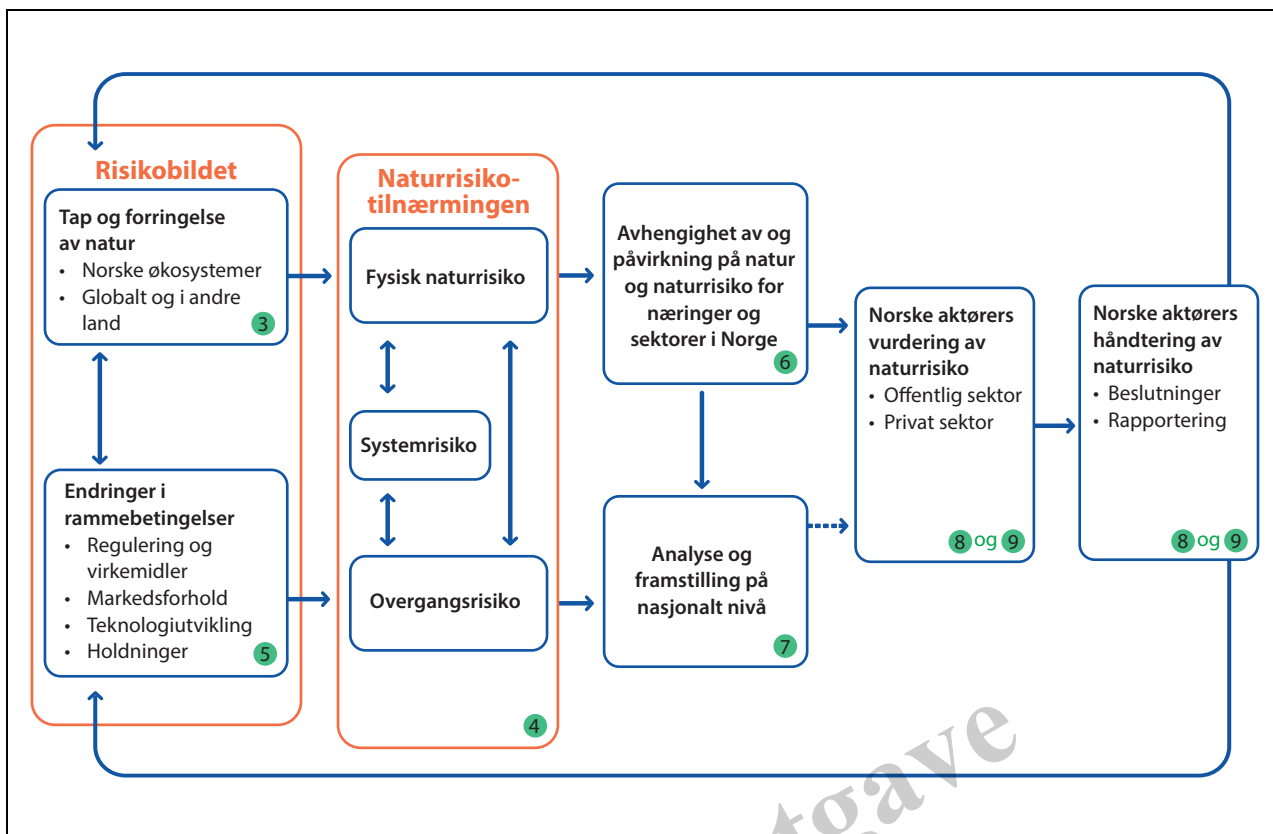 Risikobildet
Tap og forringelse
av natur
• Norske økosystemer
• Globalt og i andre
land
3
Endringer i
rammebetingelser
• Regulering og
virkemidler
• Markedsforhold
• Teknologiutvikling
• Holdninger
5
Naturrisiko-
tilnærmingen
Fysisk naturrisiko
Systemrisiko
Overgangsrisiko
4
Avhengighet av og
påvirkning på natur
og naturrisiko for
næringer og
sektorer i Norge
6
Analyse og
framstilling på
nasjonalt nivå
7
Norske aktørers
vurdering av
naturrisiko
• Offentlig sektor
• Privat sektor
8 og 9
Norske aktørers
håndtering av
naturrisiko
• Beslutninger
• Rapportering
8 og 9